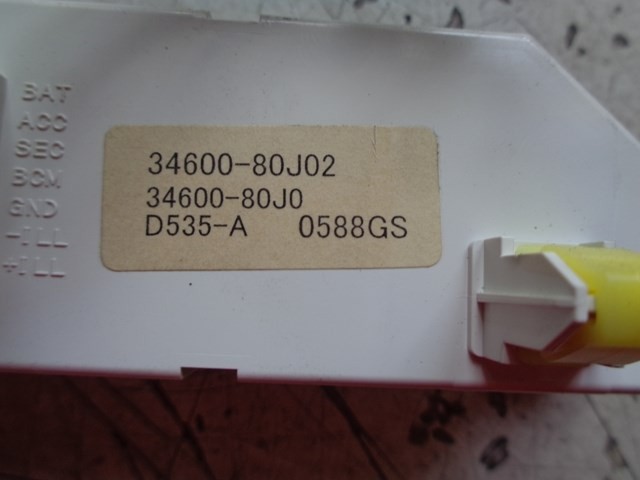 BAT
ACC
SEC
BCM
GND
-ILL
+ILL
34600-80J02
34600-80J0
D535-A 0588GS